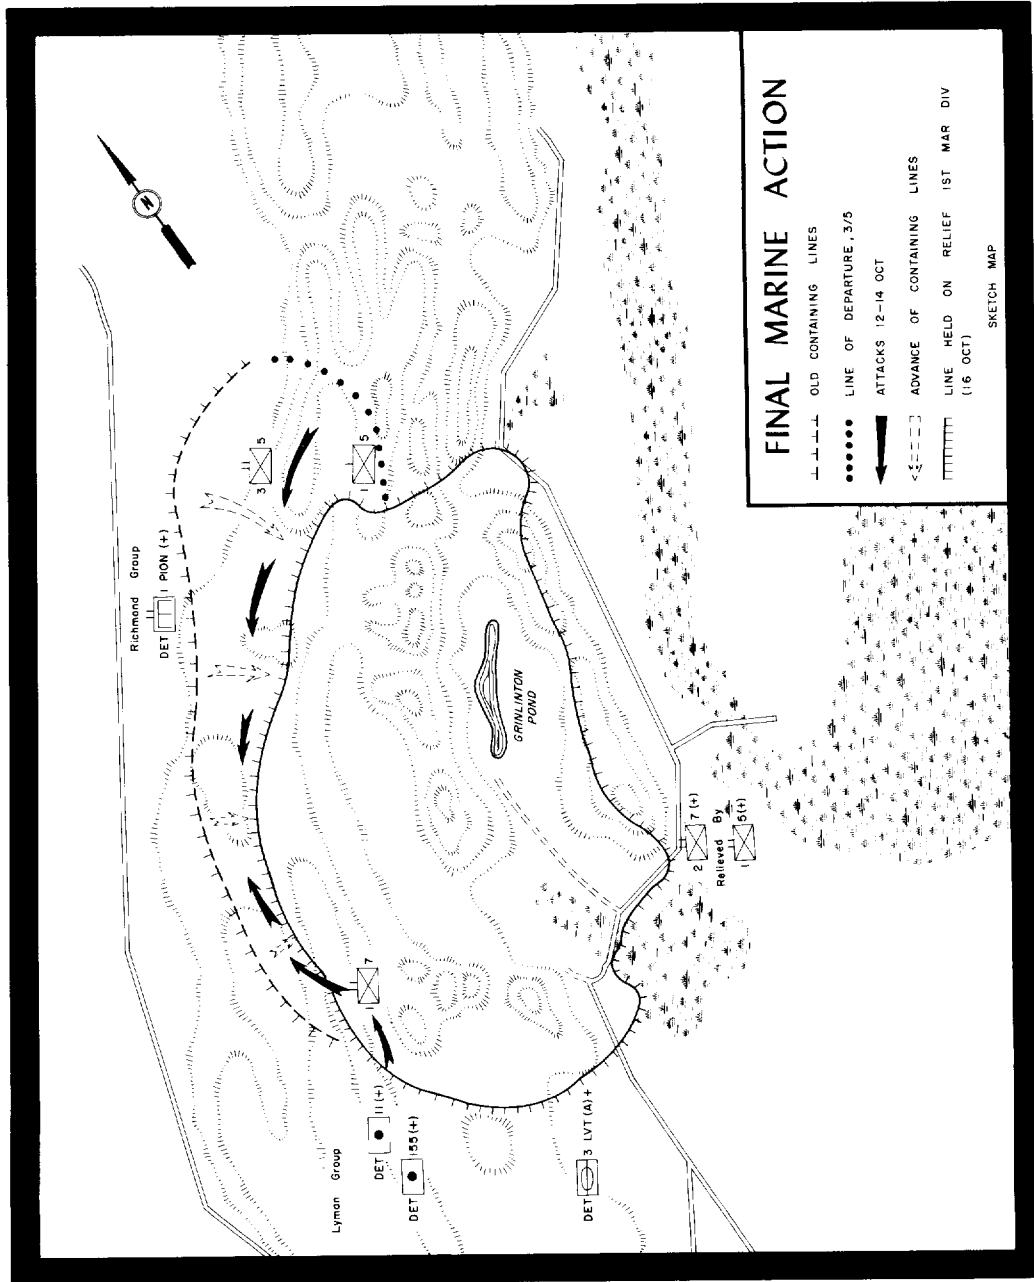 FINAL MARINE ACTION
OLD CONTAINING LINES
LINE OF DEPARTURE, 3/5
ATTACKS 12-14 OCT
ADVANCE OF CONTAINING LINES
LINE HELD ON RELIEF 1ST MAR DIV
(16 OCT)
SKETCH MAP
N
Richmond Group
DET 1 PION (+)
3 5
1 5
GRINLINTON
POND
1 7
2 7 (+)
Relieved By
1 5 (+)
Lyman Group
DET 11 (+)
DET 155 (+)
DET 3 LVT (A) +